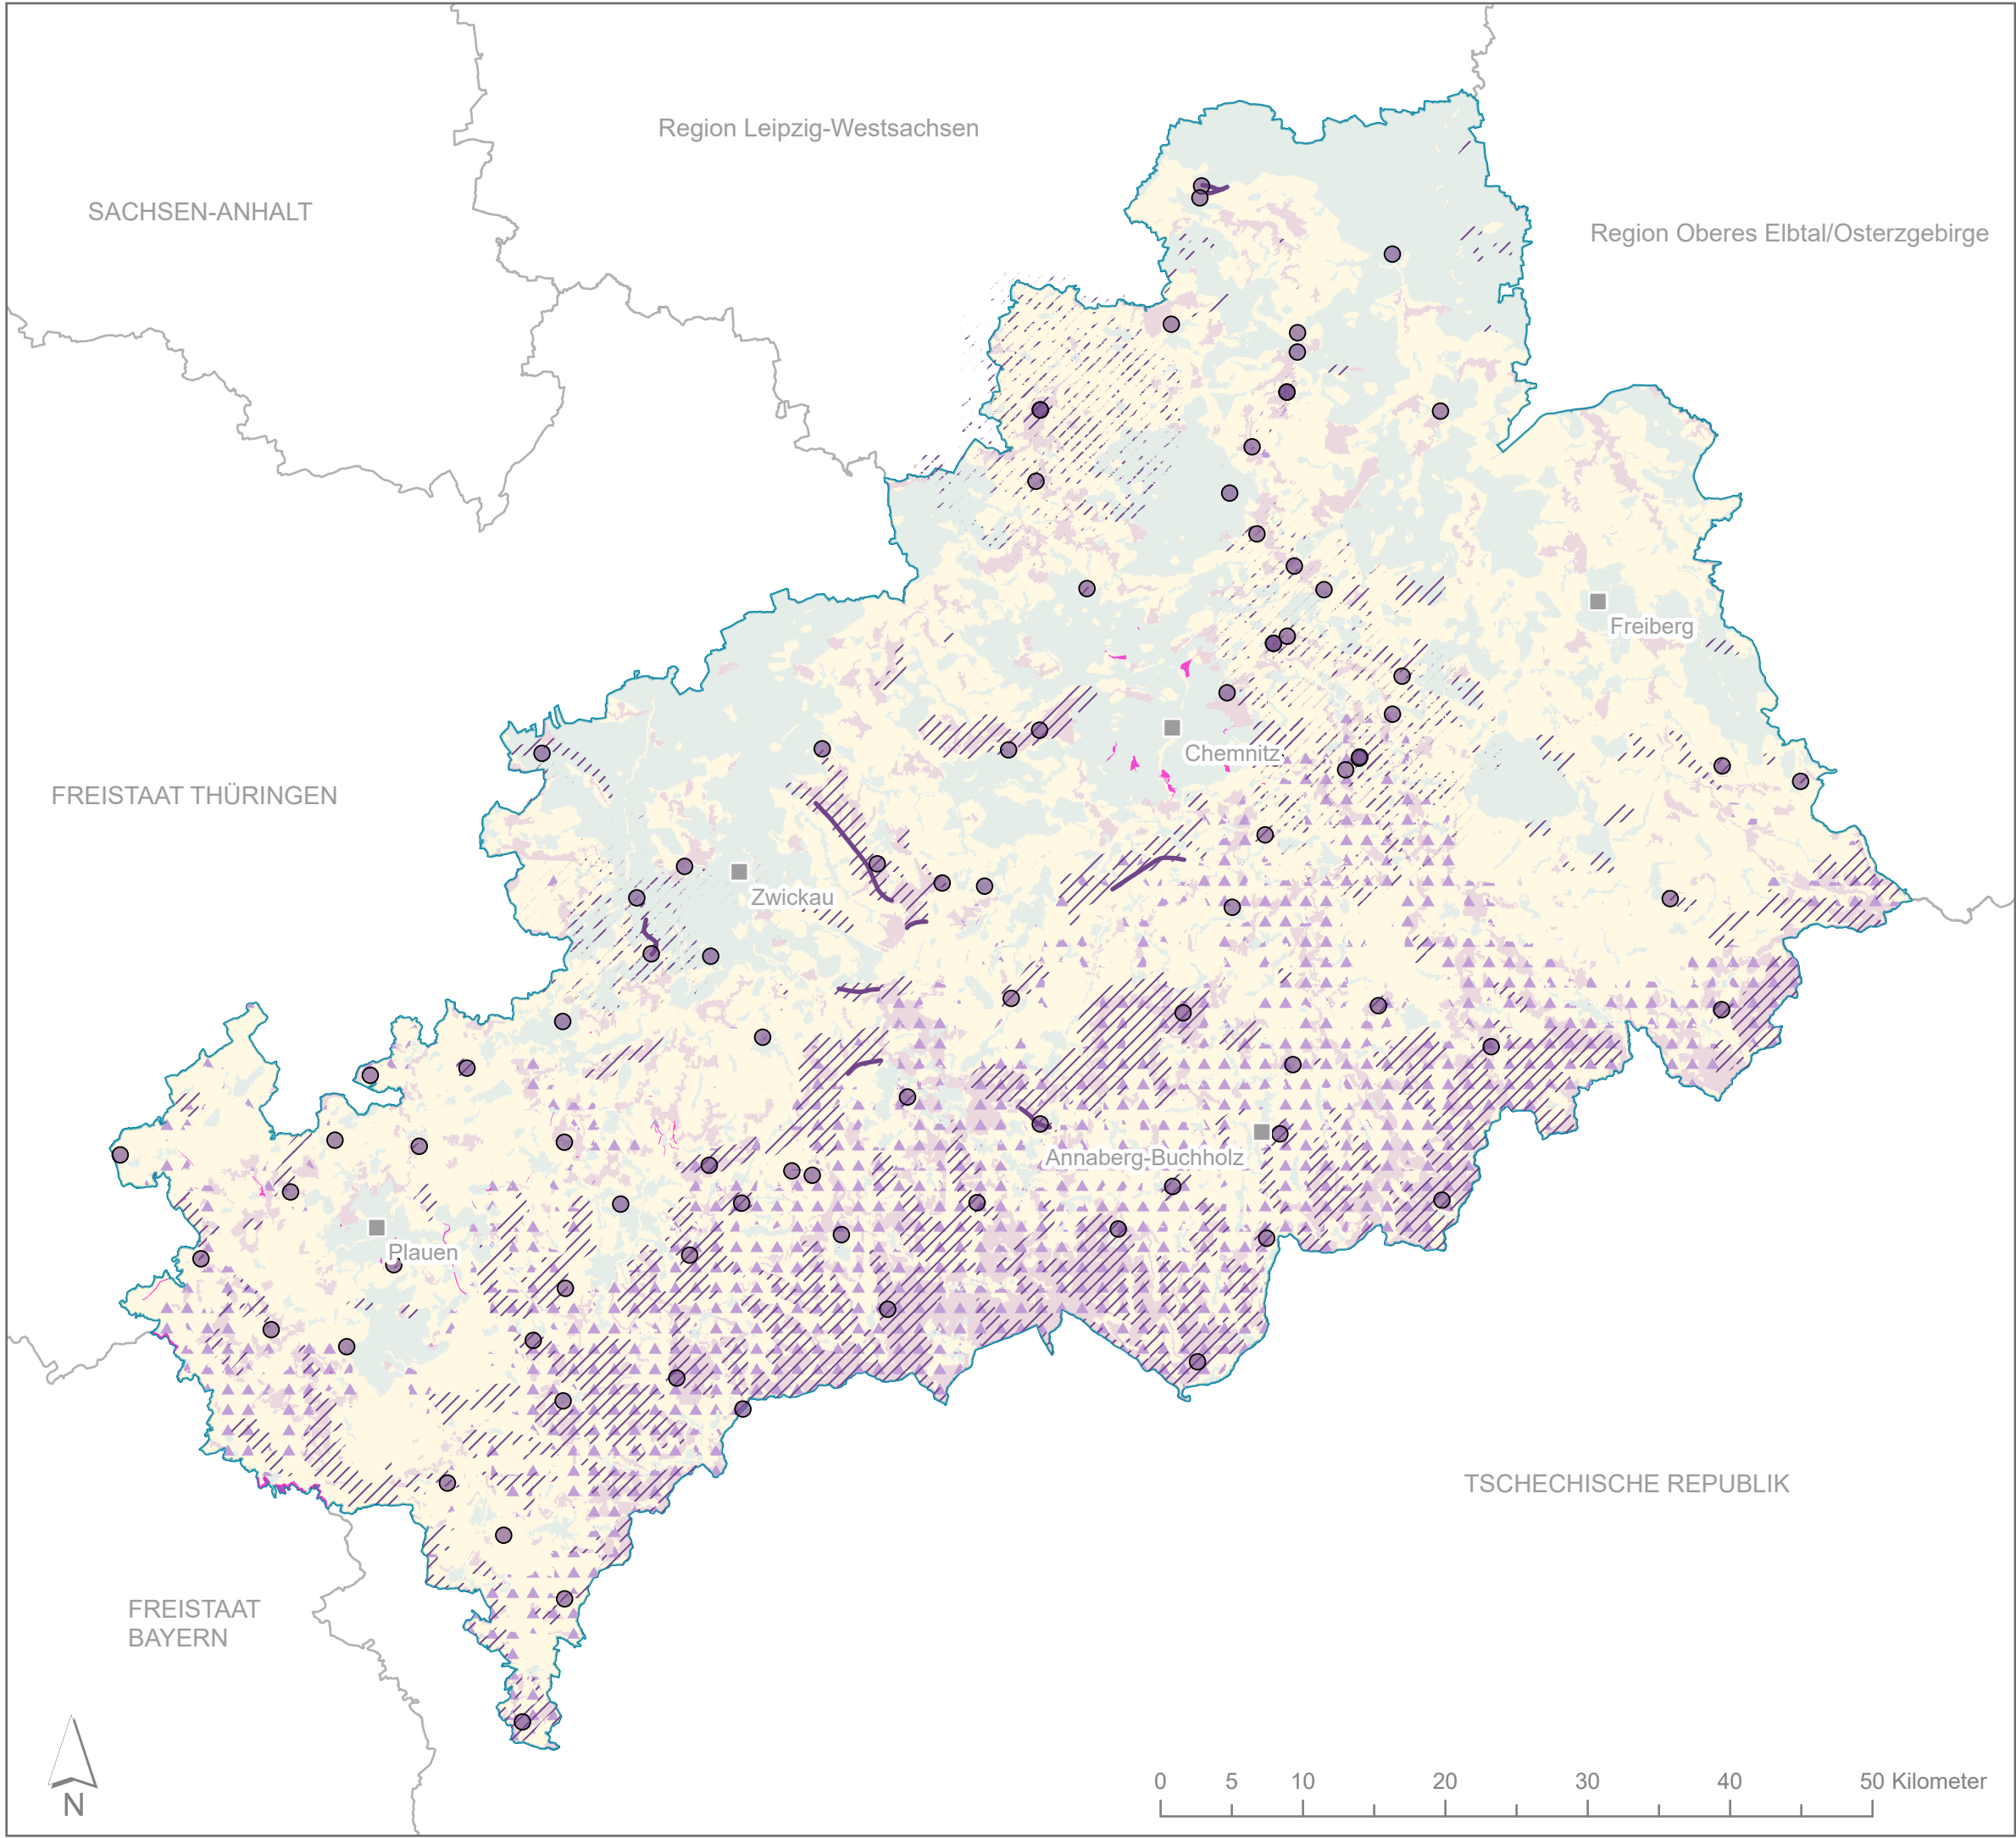 Region Leipzig-Westsachsen
SACHSEN-ANHALT
Region Oberes Elbtal/Osterzgebirge
Freiberg
Chemnitz
FREISTAAT THÜRINGEN
Zwickau
Annaberg-Buchholz
Plauen
TSCHECHISCHE REPUBLIK
FREISTAAT
BAYERN
N
0 5 10 20 30 40 50 Kilometer